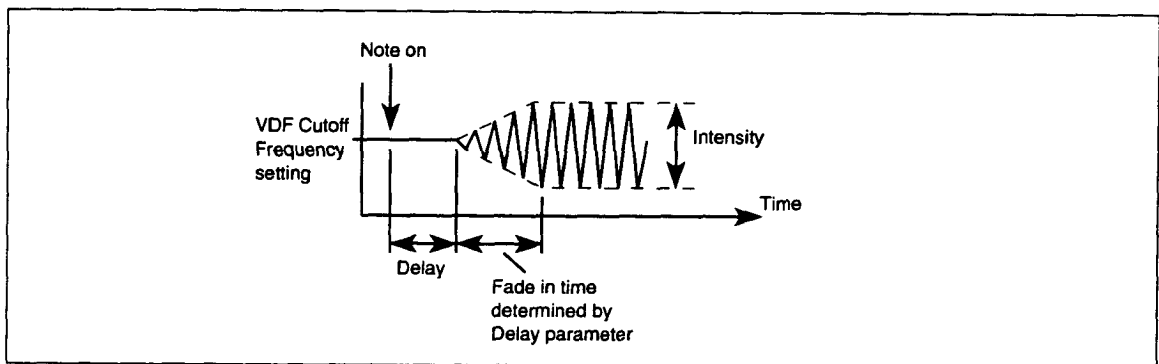 Note on
VDF Cutoff
Frequency
setting
Intensity
Time
Delay
Fade in time
determined by
Delay parameter